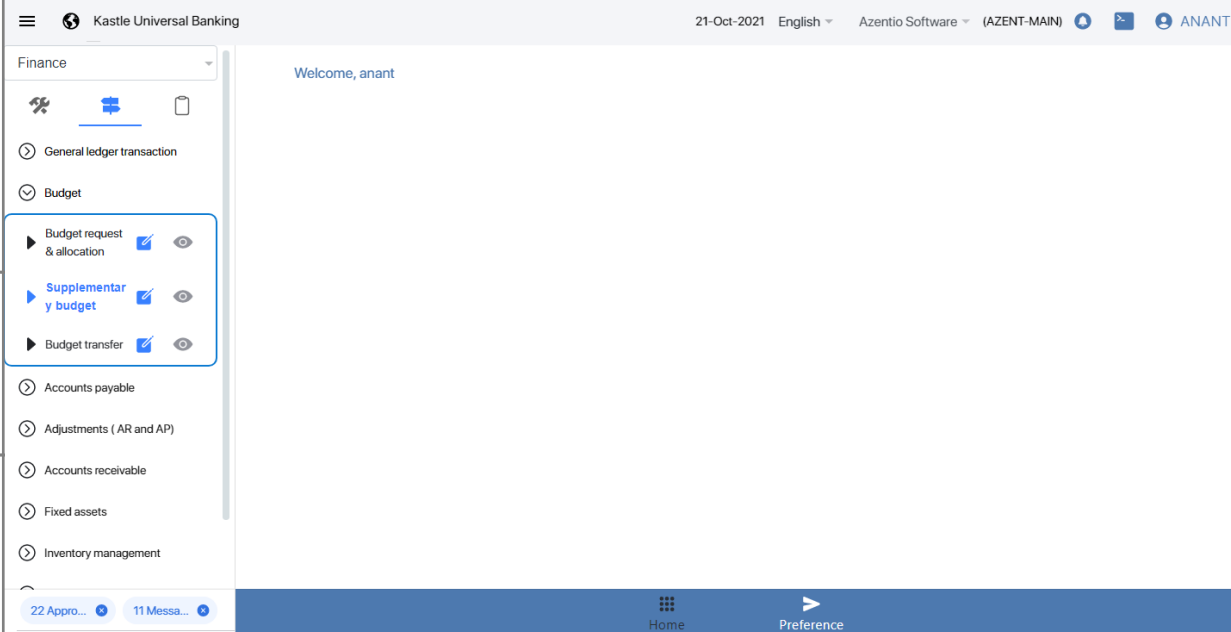 Kastle Universal Banking
21-Oct-2021 English Azentio Software (AZENT-MAIN) ANANT
Finance
Welcome, anant
General ledger transaction
Budget
Budget request
& allocation
Supplementar
y budget
Budget transfer
Accounts payable
Adjustments ( AR and AP)
Accounts receivable
Fixed assets
Inventory management
22 Appro...
11 Messa...
Home
Preference